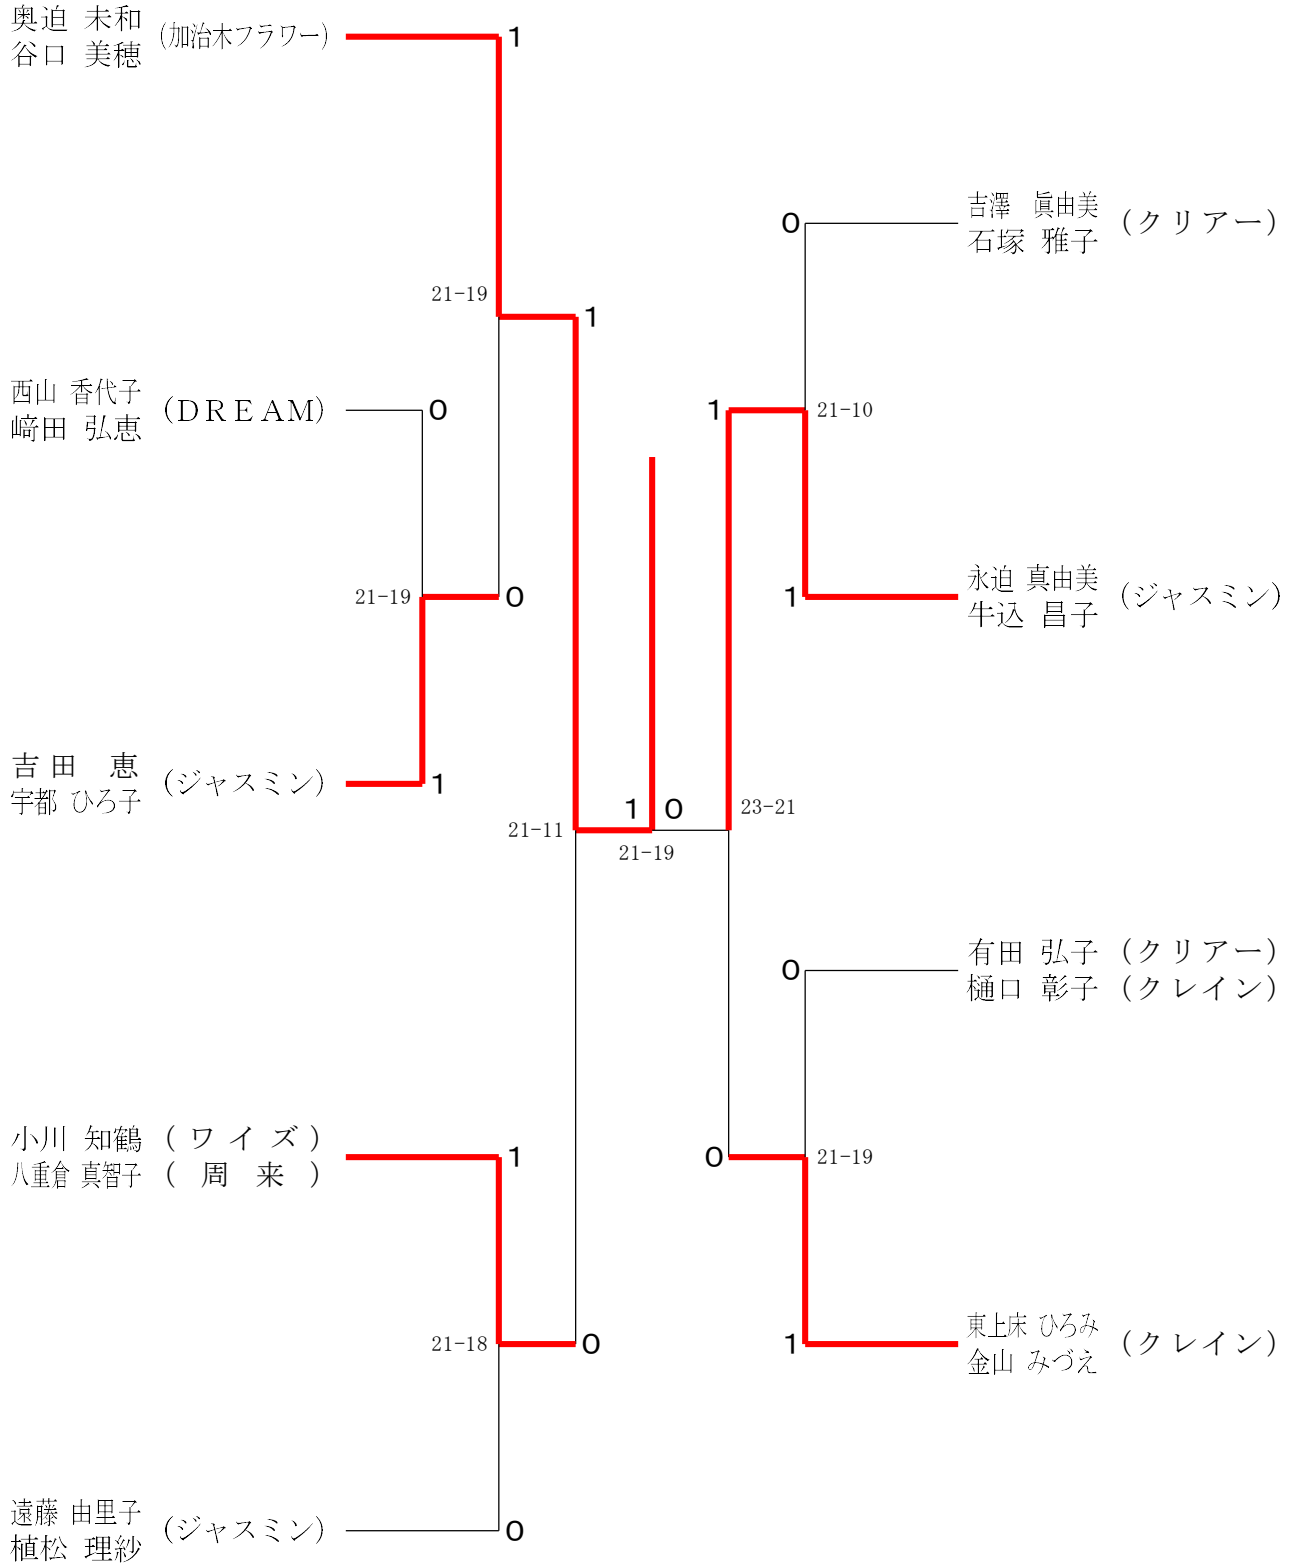 奥迫 未和
谷口 美穂
(加治木フラワー)
1
21-19
1
西山 香代子
﨑田 弘恵
(DREAM)
0
21-19
0
吉田 恵
宇都 ひろ子
(ジャスミン)
1
21-11
1
0
21-19
小川 知鶴
(ワイズ)
八重倉 真智子
(周来)
1
21-18
0
遠藤 由里子
植松 理紗
(ジャスミン)
0
0
吉澤 眞由美
石塚 雅子
(クリアー)
1
21-10
1
永迫 真由美
牛込 昌子
(ジャスミン)
23-21
0
有田 弘子
(クリアー)
樋口 彰子
(クレイン)
0
21-19
1
東上床 ひろみ
金山 みづえ
(クレイン)